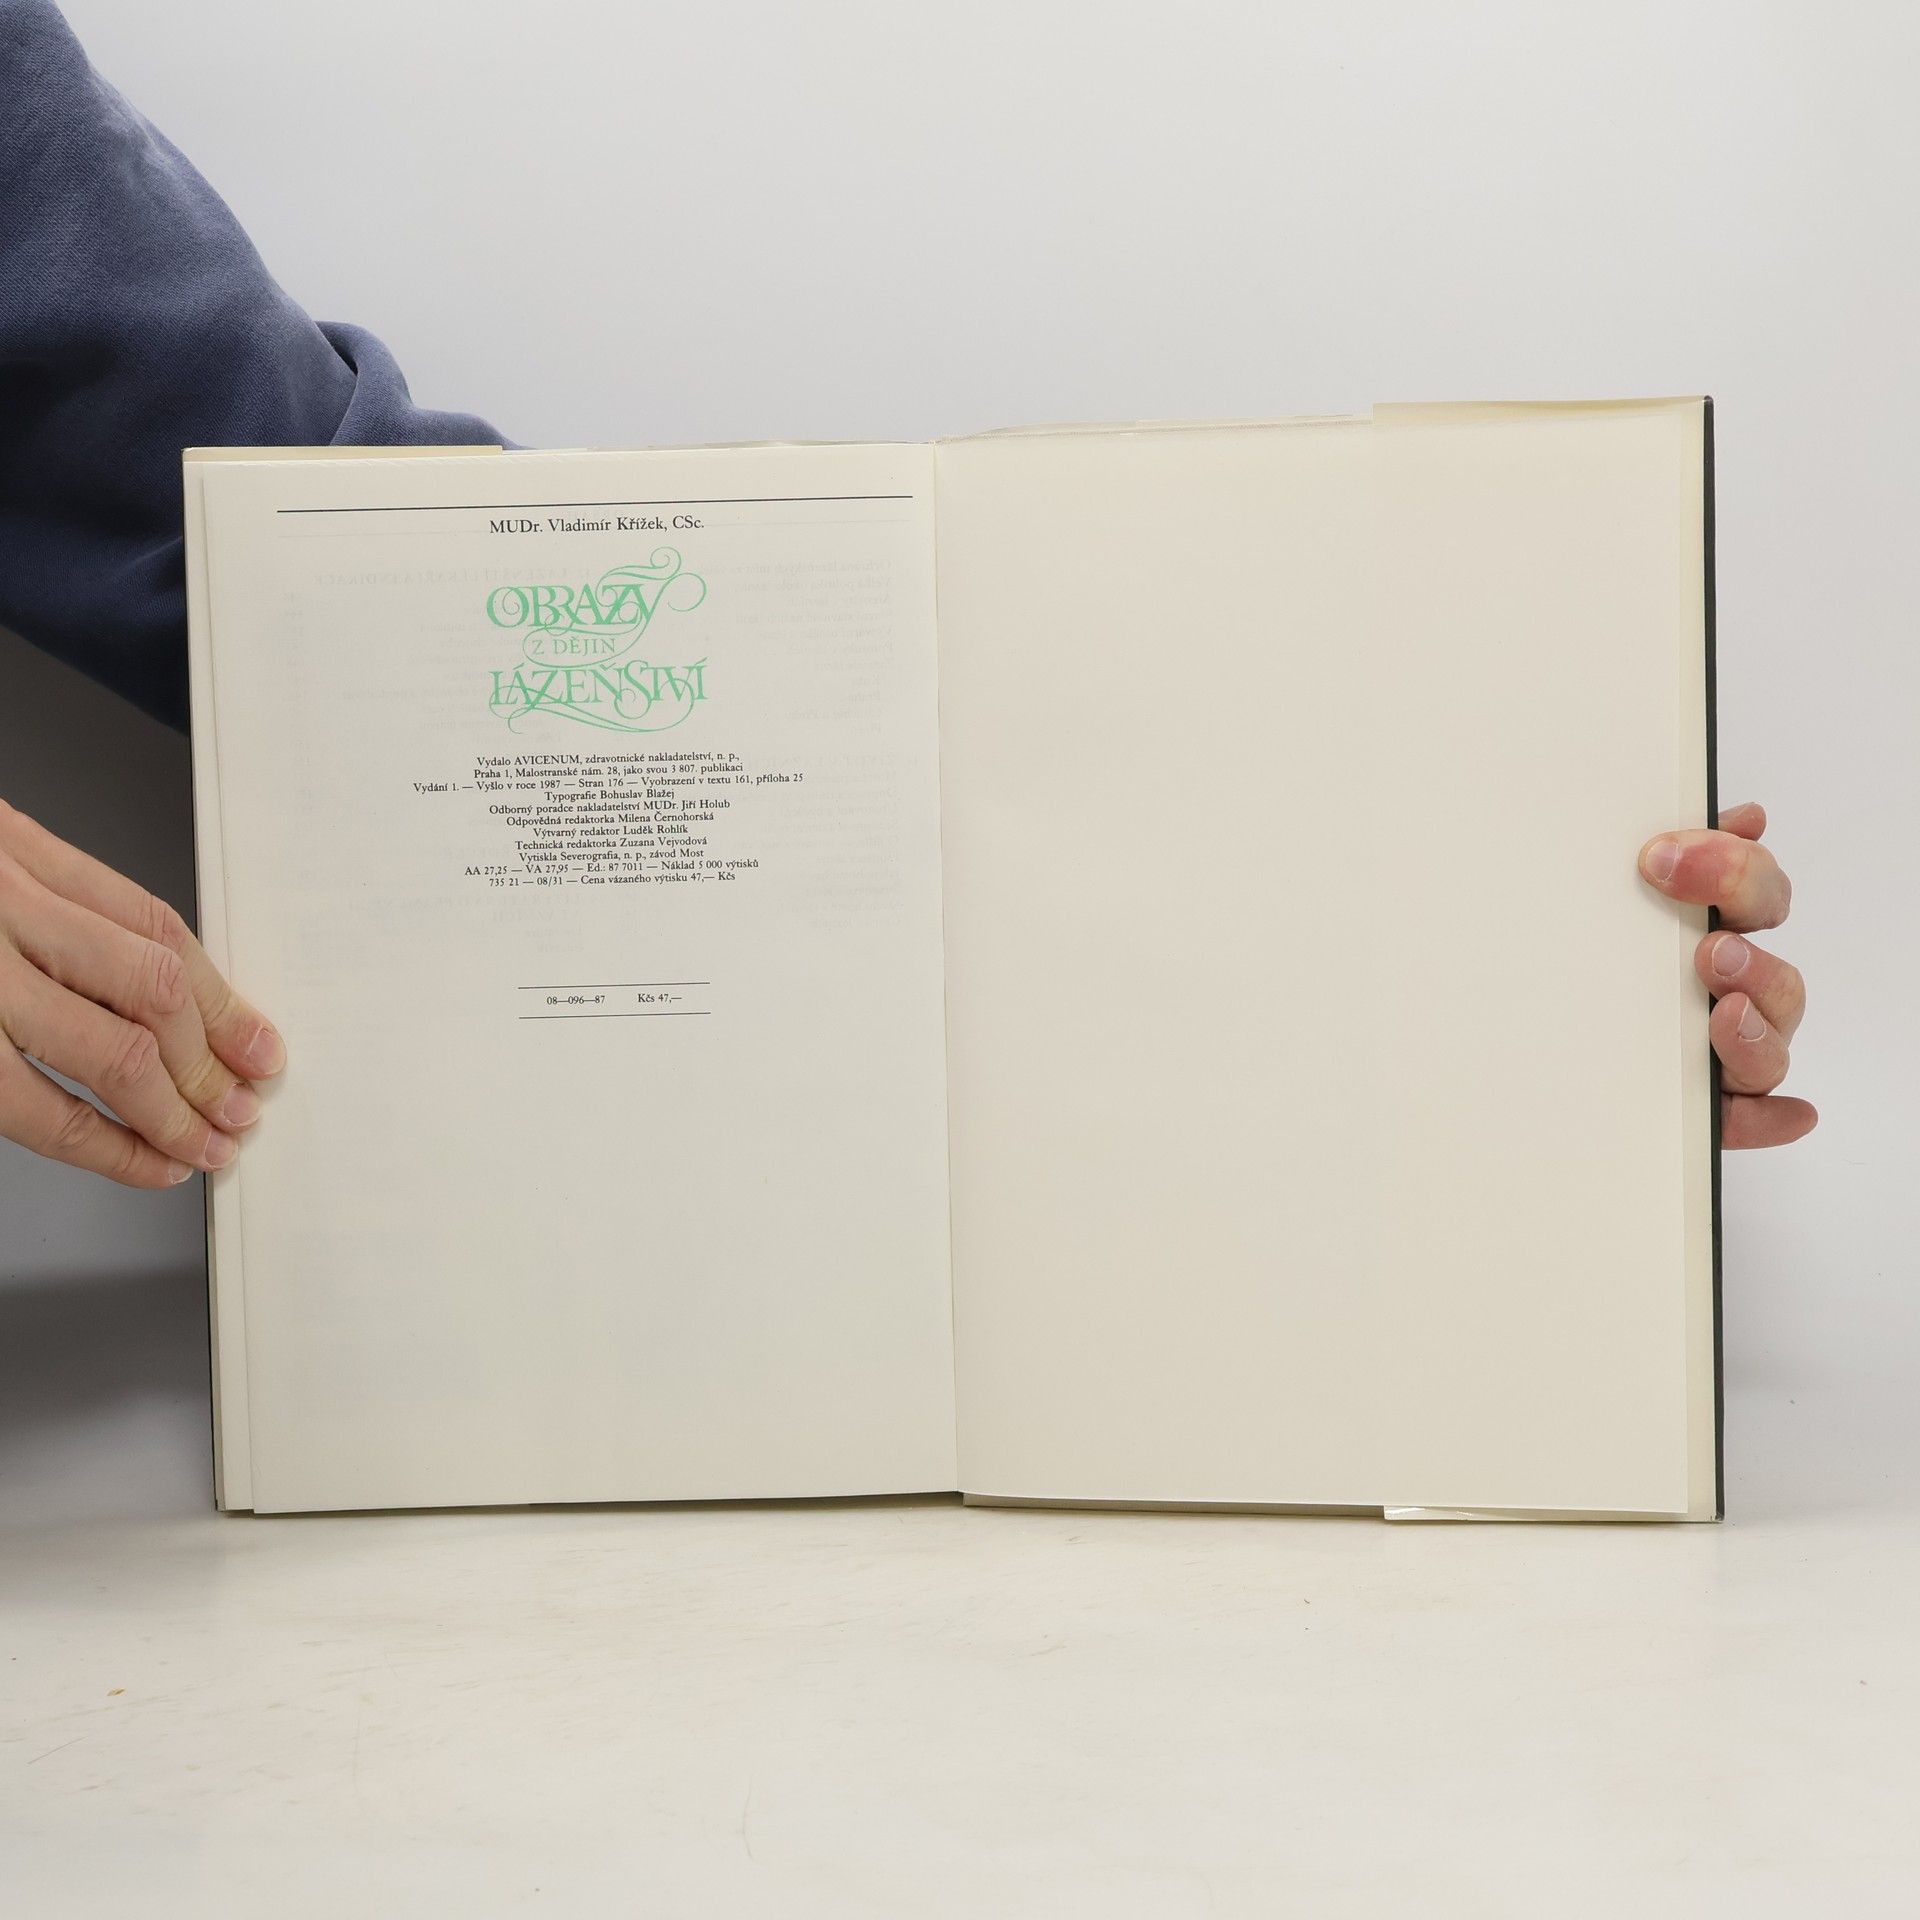 MUDr. Vladimír Křížek, CSc.
OBRAZY
Z DĚJIN
LÁZEŇSTVÍ
Vydalo AVICENUM, zdravotnické nakladatelství, n. p.,
Praha 1, Malostranské nám. 28, jako svou 3 807. publikaci
Vydání 1. — Vyšlo v roce 1987 — Stran 176 — Vyobrazení v textu 161, příloha 25
Typografie Bohuslav Blažej
Odborný poradce nakladatelství MUDr. Jiří Holub
Odpovědná redaktorka Milena Černohorská
Výtvarný redaktor Luděk Rohlík
Technická redaktorka Zuzana Vejvodová
Vytiskla Severografia, n. p., závod Most
AA 27,25 — VA 27,95 — Ed.: 87 7011 — Náklad 5 000 výtisků
735 21 — 08/31 — Cena vázaného výtisku 47,— Kčs
08—096—87 Kčs 47,—